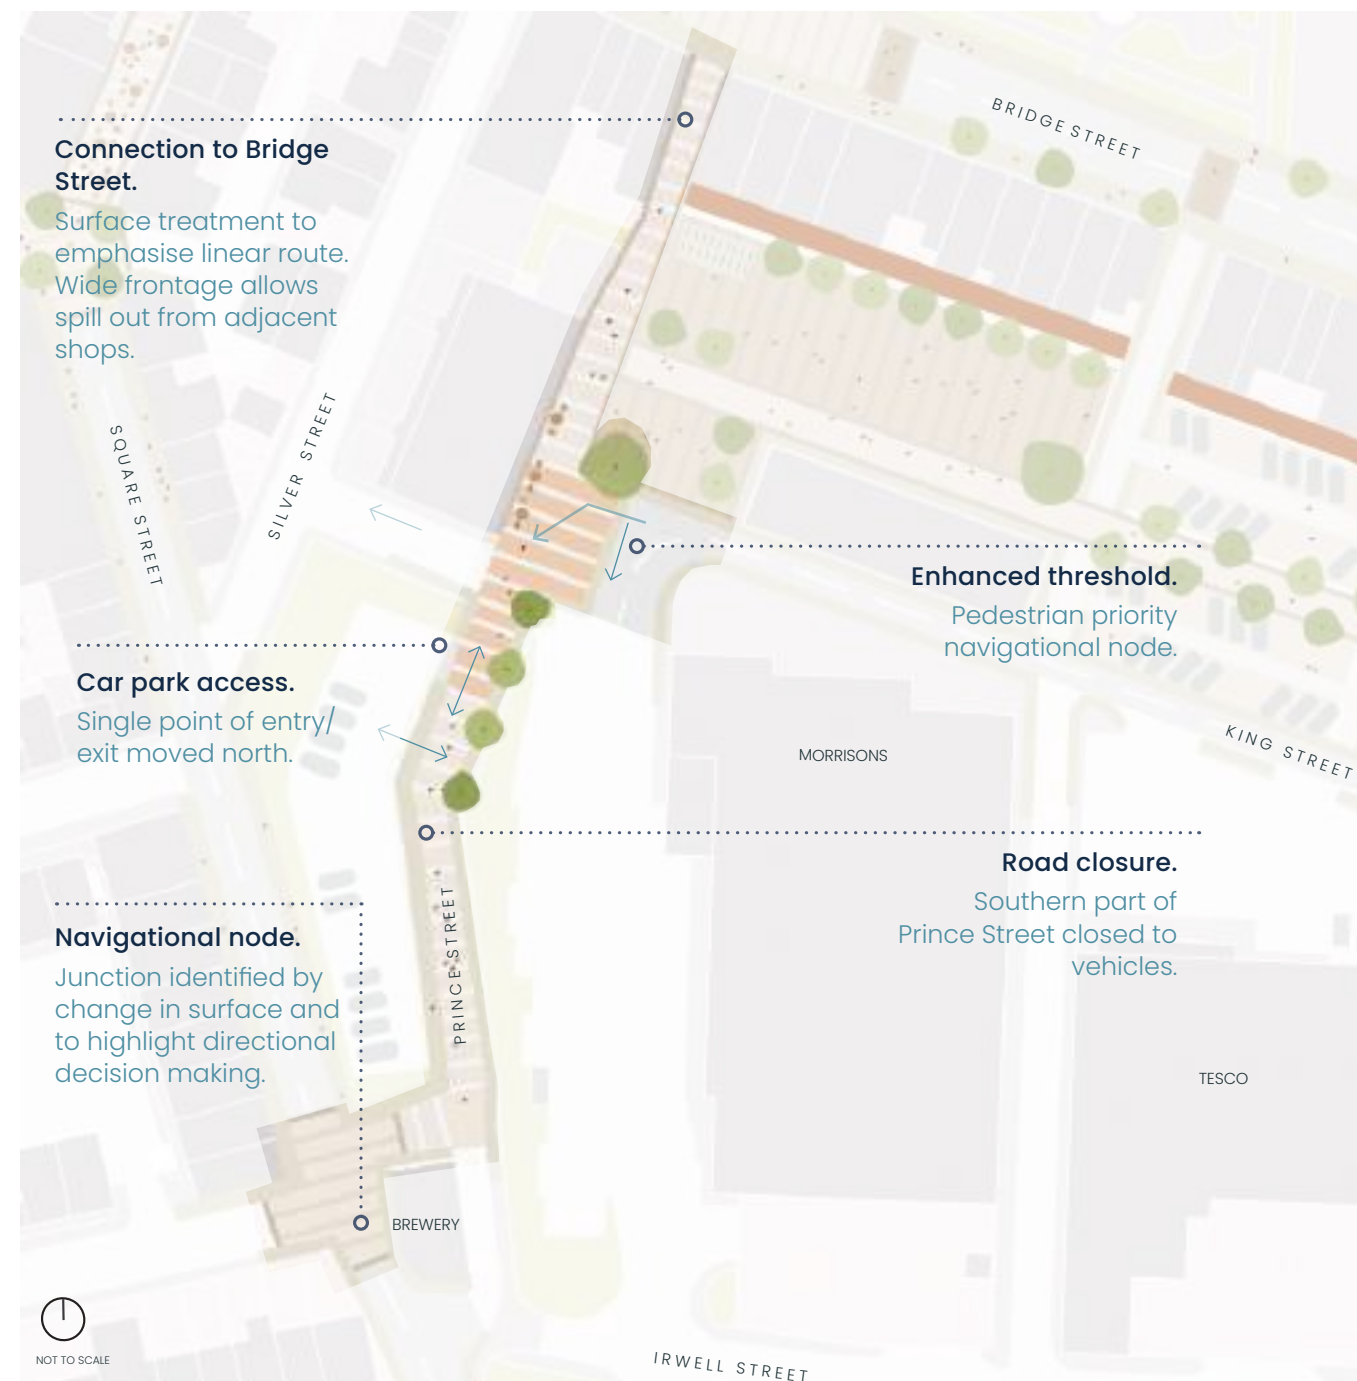 BRIDGE STREET
Connection to Bridge
Street.
Surface treatment to
emphasise linear route.
Wide frontage allows
spill out from adjacent
shops.
SQUARE STREET
SILVER STREET
Enhanced threshold.
Pedestrian priority
navigational node.
Car park access.
Single point of entry/
exit moved north.
MORRISONS
KING STREET
Road closure.
Southern part of
Prince Street closed to
vehicles.
PRINCE STREET
Navigational node.
Junction identified by
change in surface and
to highlight directional
decision making.
TESCO
BREWERY
NOT TO SCALE
IRWELL STREET